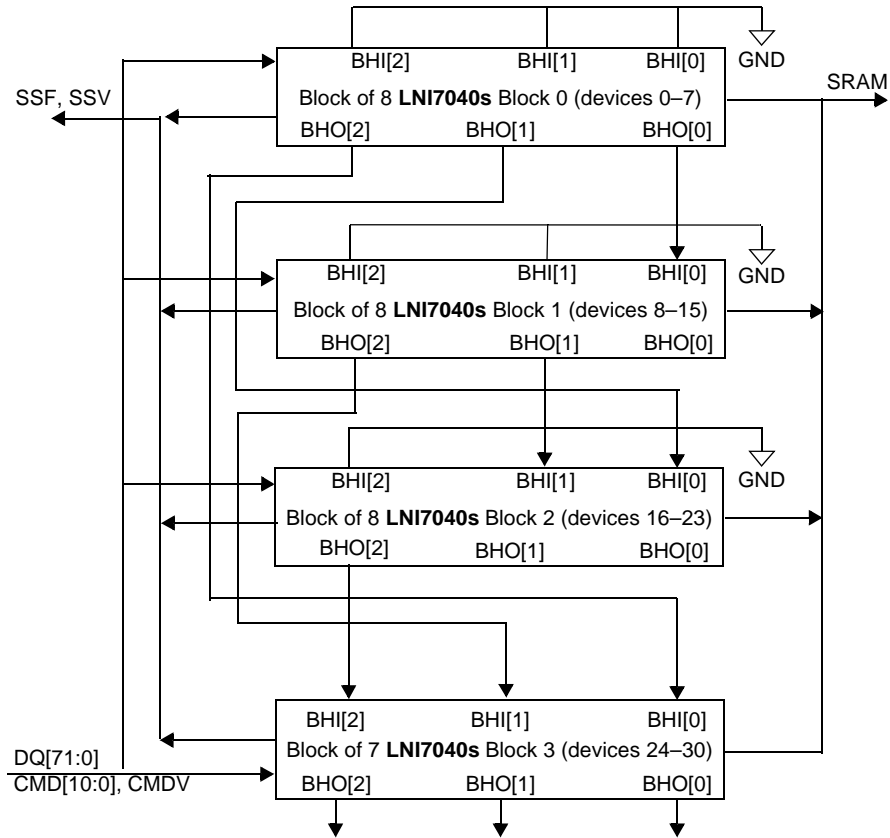 BHI[2] BHI[1] BHI[0] GND
SSF, SSV
SRAM
Block of 8 LNI7040s Block 0 (devices 0–7)
BHO[2] BHO[1] BHO[0]
BHI[2] BHI[1] BHI[0] GND
Block of 8 LNI7040s Block 1 (devices 8–15)
BHO[2] BHO[1] BHO[0]
BHI[2] BHI[1] BHI[0] GND
Block of 8 LNI7040s Block 2 (devices 16–23)
BHO[2] BHO[1] BHO[0]
BHI[2] BHI[1] BHI[0]
Block of 7 LNI7040s Block 3 (devices 24–30)
DQ[71:0]
CMD[10:0], CMDV
BHO[2] BHO[1] BHO[0]